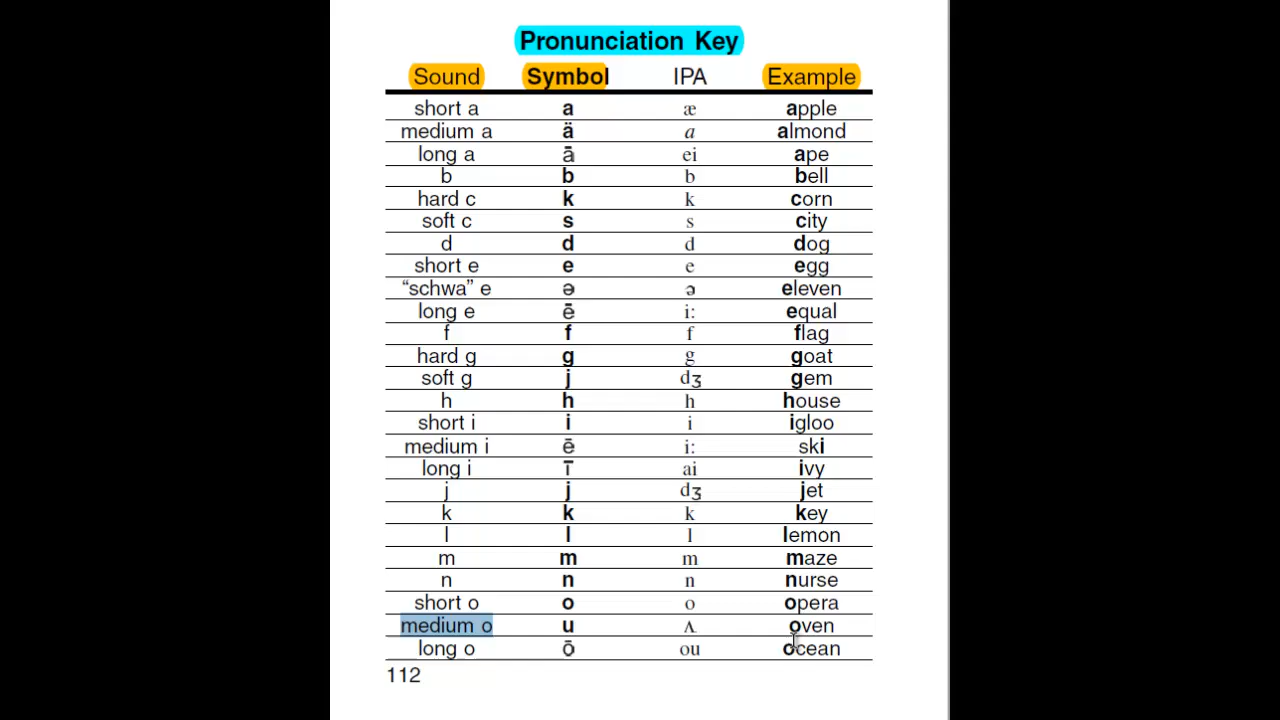 Pronunciation Key
Sound Symbol IPA Example
short a a æ apple
medium a ä a almond
long a ā ei ape
b b b bell
hard c k k corn
soft c s s city
d d d dog
short e e e egg
“schwa” e ə ə eleven
long e ē i: equal
f f f flag
hard g g g goat
soft g j dʒ gem
h h h house
short i i i igloo
medium i ē i: ski
long i ī ai ivy
j j dʒ jet
k k k key
l l l lemon
m m m maze
n n n nurse
short o o o opera
medium o u ʌ oven
long o ō ou ocean
112